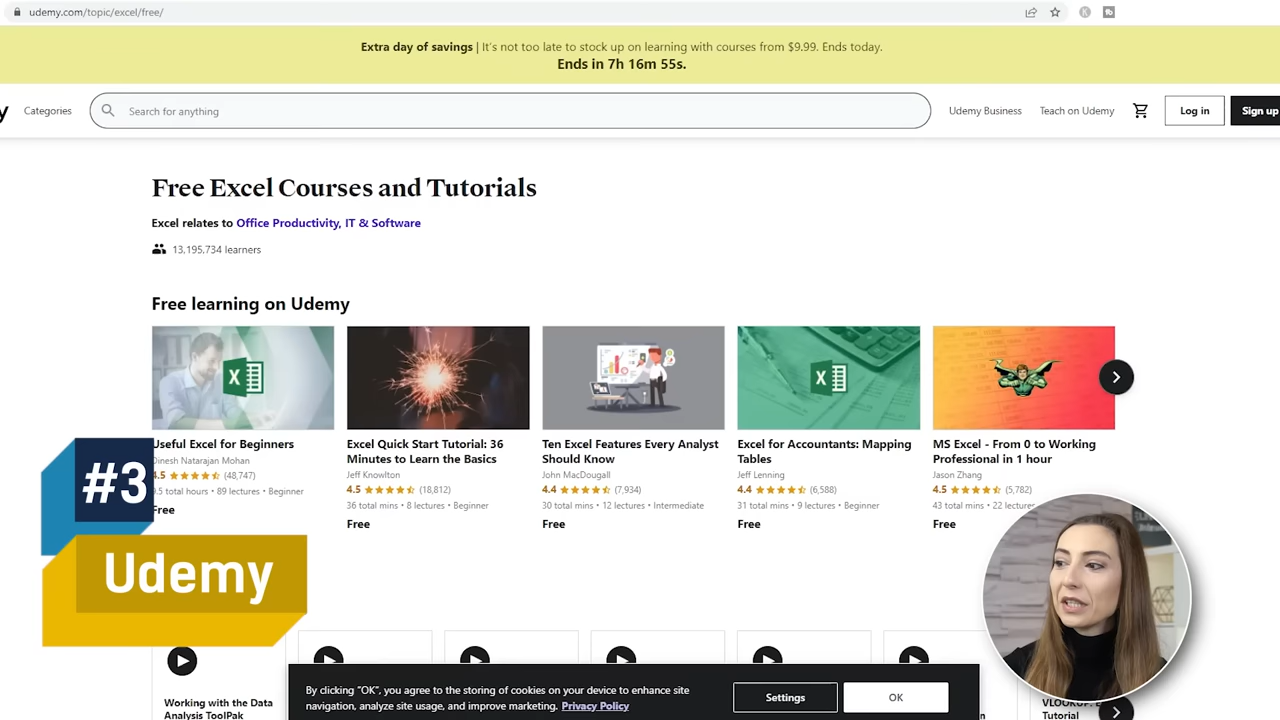 udemy.com/topic/excel/free/
Extra day of savings | It's not too late to stock up on learning with courses from $9.99. Ends today.
Ends in 7h 16m 55s.
y Categories Search for anything Udemy Business Teach on Udemy Log in Sign up
Free Excel Courses and Tutorials
Excel relates to Office Productivity, IT & Software
13,195,734 learners
Free learning on Udemy
Useful Excel for Beginners
Dinesh Natarajan Mohan
4.5 (48,747)
.5 total hours • 89 lectures • Beginner
Free
Excel Quick Start Tutorial: 36
Minutes to Learn the Basics
Jeff Knowlton
4.5 (18,812)
36 total mins • 8 lectures • Beginner
Free
Ten Excel Features Every Analyst
Should Know
John MacDougall
4.4 (7,934)
30 total mins • 12 lectures • Intermediate
Free
Excel for Accountants: Mapping
Tables
Jeff Lenning
4.4 (6,588)
31 total mins • 9 lectures • Beginner
Free
MS Excel - From 0 to Working
Professional in 1 hour
Jason Zhang
4.5 (5,782)
43 total mins • 22 lectures
Free
#3
Udemy
Working with the Data
Analysis ToolPak
By clicking "OK", you agree to the storing of cookies on your device to enhance site
navigation, analyze site usage, and improve marketing. Privacy Policy
Settings
OK
Tutorial